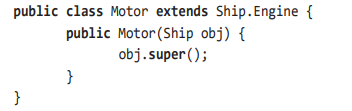 public class Motor extends Ship.Engine {
public Motor(Ship obj) {
obj.super();
}
}